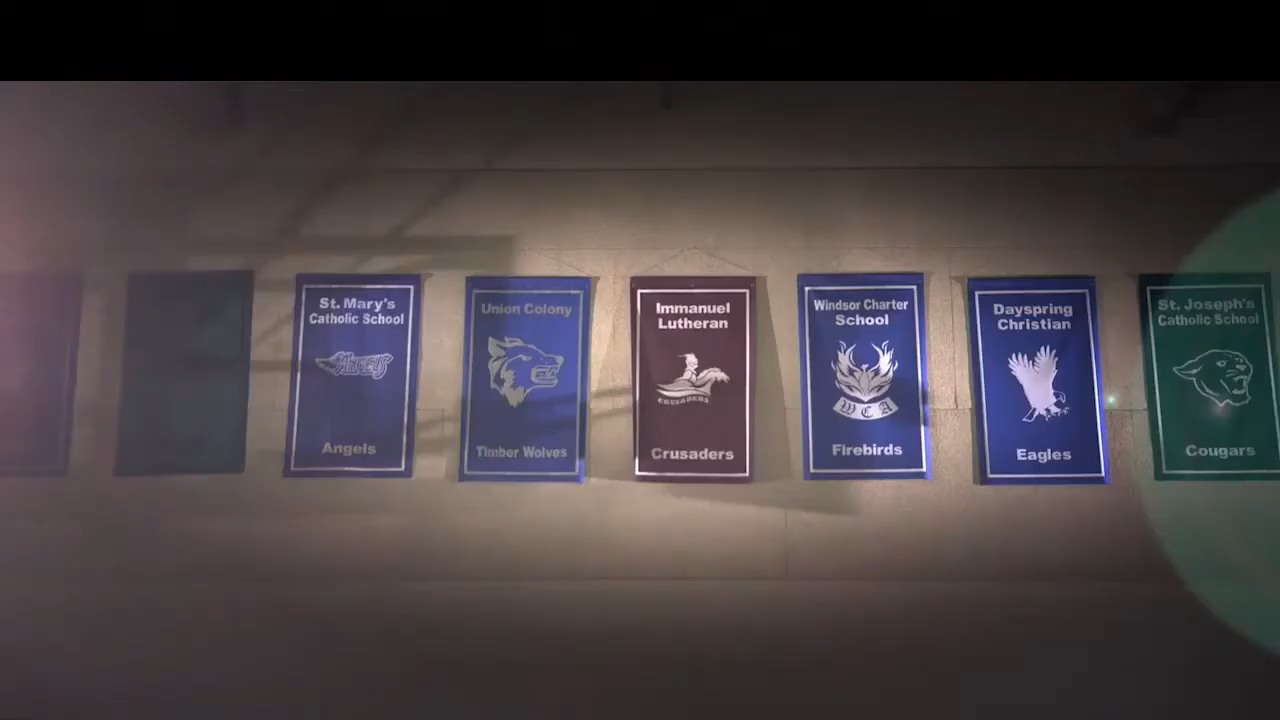 St. Mary's
Catholic School
Angels
Angels
Union Colony
Timber Wolves
Immanuel
Lutheran
CRUSADERS
Crusaders
Windsor Charter
School
WCA
Firebirds
Dayspring
Christian
Eagles
St. Joseph's
Catholic School
Cougars